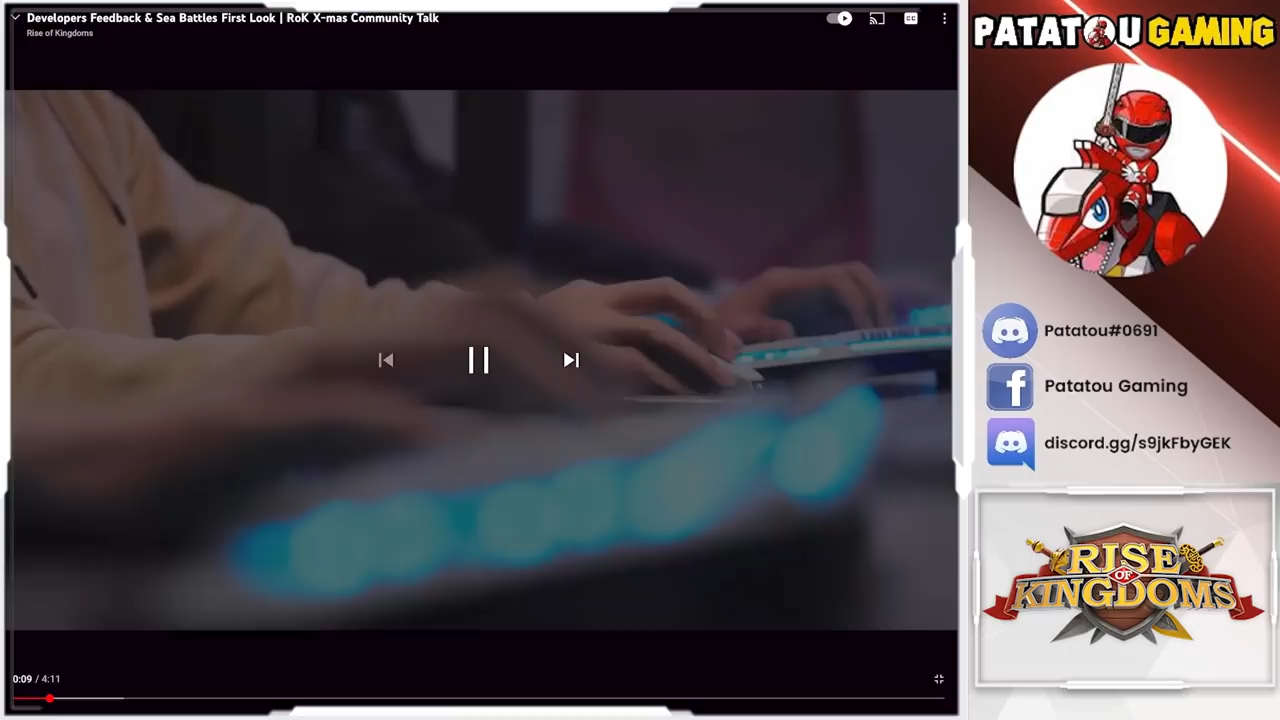 Developers Feedback & Sea Battles First Look | RoK X-mas Community Talk
Rise of Kingdoms
CC
0:09 / 4:11
PATATOU GAMING
Patatou#0691
Patatou Gaming
discord.gg/s9jkFbyGEK
RISE
OF
KINGDOMS